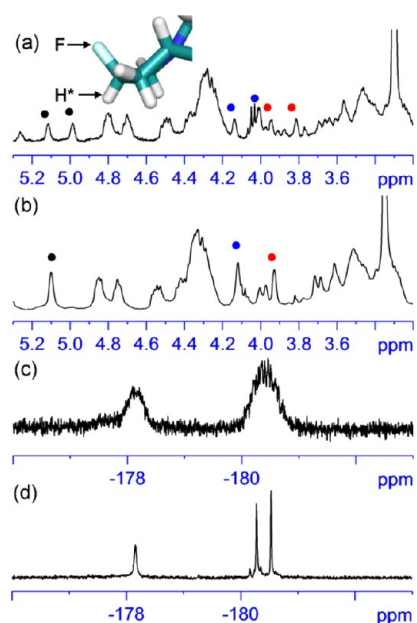 (a)
F
H*
5.2 5.0 4.8 4.6 4.4 4.2 4.0 3.8 3.6 ppm
(b)
5.2 5.0 4.8 4.6 4.4 4.2 4.0 3.8 3.6 ppm
(c)
-178 -180 ppm
(d)
-178 -180 ppm